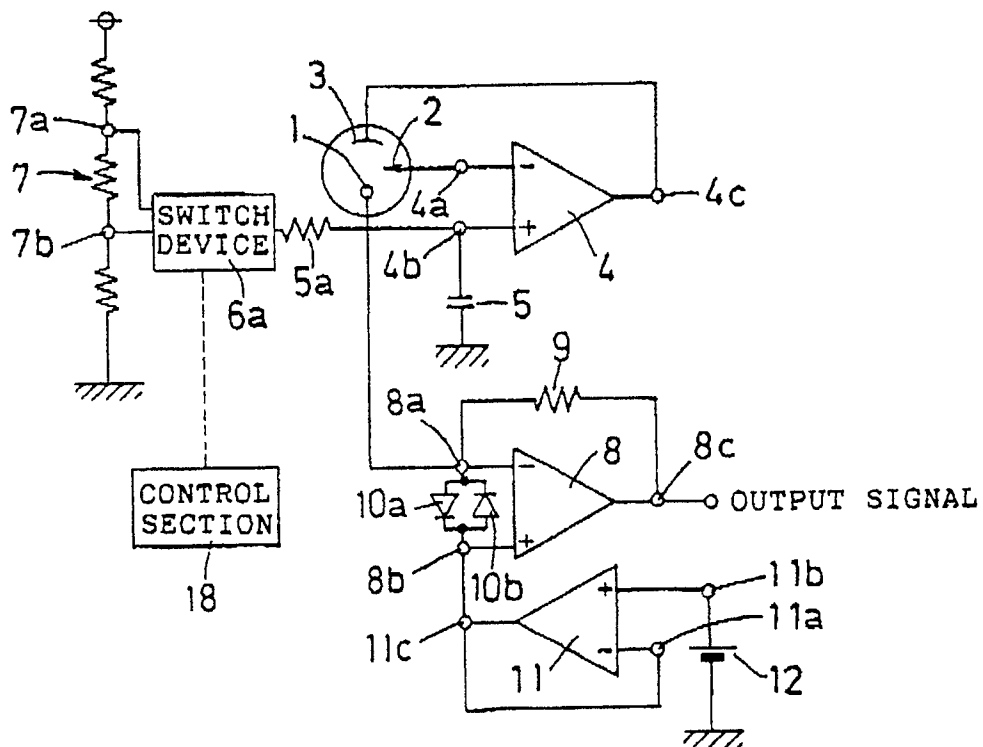 3
2
1
7a
7
7b
SWITCH
DEVICE
6a
5a
4a
4b
-
+
4
4c
5
9
8a
8
8c
-
+
OUTPUT SIGNAL
10a
10b
8b
CONTROL
SECTION
18
11c
11
+
-
11b
11a
12